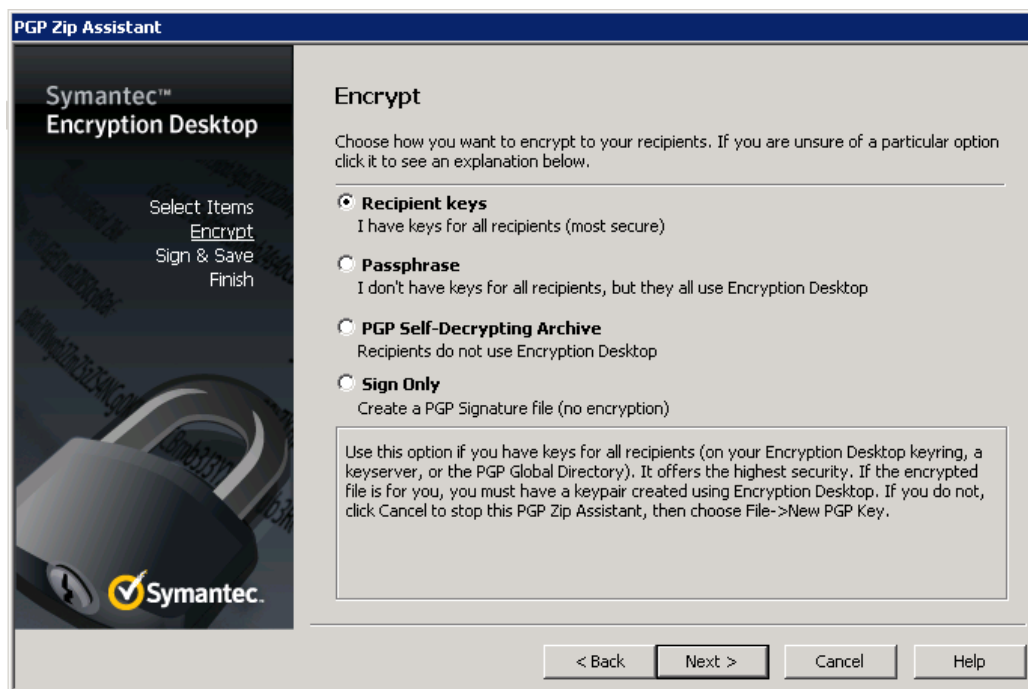 PGP Zip Assistant
Symantec™
Encryption Desktop
Select Items
Encrypt
Sign & Save
Finish
Symantec.
Encrypt
Choose how you want to encrypt to your recipients. If you are unsure of a particular option
click it to see an explanation below.
Recipient keys
I have keys for all recipients (most secure)
Passphrase
I don't have keys for all recipients, but they all use Encryption Desktop
PGP Self-Decrypting Archive
Recipients do not use Encryption Desktop
Sign Only
Create a PGP Signature file (no encryption)
Use this option if you have keys for all recipients (on your Encryption Desktop keyring, a
keyserver, or the PGP Global Directory). It offers the highest security. If the encrypted
file is for you, you must have a keypair created using Encryption Desktop. If you do not,
click Cancel to stop this PGP Zip Assistant, then choose File->New PGP Key.
< Back
Next >
Cancel
Help